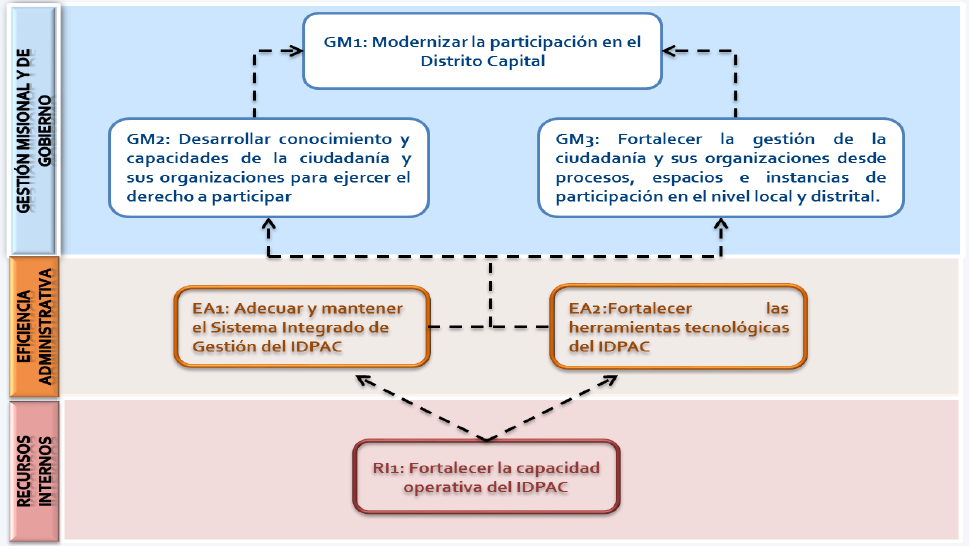 GESTIÓN MISIONAL Y DE
GOBIERNO
GM1: Modernizar la participación en el
Distrito Capital
GM2: Desarrollar conocimiento y
capacidades de la ciudadanía y
sus organizaciones para ejercer el
derecho a participar
GM3: Fortalecer la gestión de la
ciudadanía y sus organizaciones desde
procesos, espacios e instancias de
participación en el nivel local y distrital.
EFICIENCIA
ADMINISTRATIVA
EA1: Adecuar y mantener
el Sistema Integrado de
Gestión del IDPAC
EA2:Fortalecer las
herramientas tecnológicas
del IDPAC
RECURSOS
INTERNOS
RI1: Fortalecer la capacidad
operativa del IDPAC